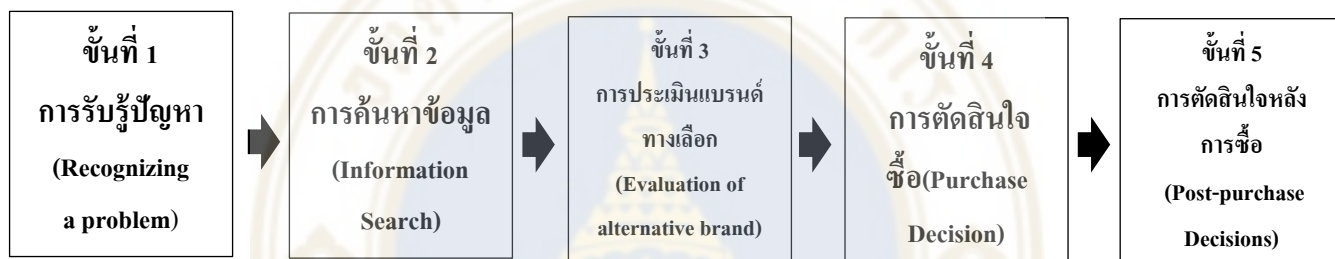 ขั้นที่ 1
การรับรู้ปัญหา
(Recognizing
a problem)
ขั้นที่ 2
การค้นหาข้อมูล
(Information
Search)
ขั้นที่ 3
การประเมินแบรนด์
ทางเลือก
(Evaluation of
alternative brand)
ขั้นที่ 4
การตัดสินใจ
ซื้อ(Purchase
Decision)
ขั้นที่ 5
การตัดสินใจหลัง
การซื้อ
(Post-purchase
Decisions)